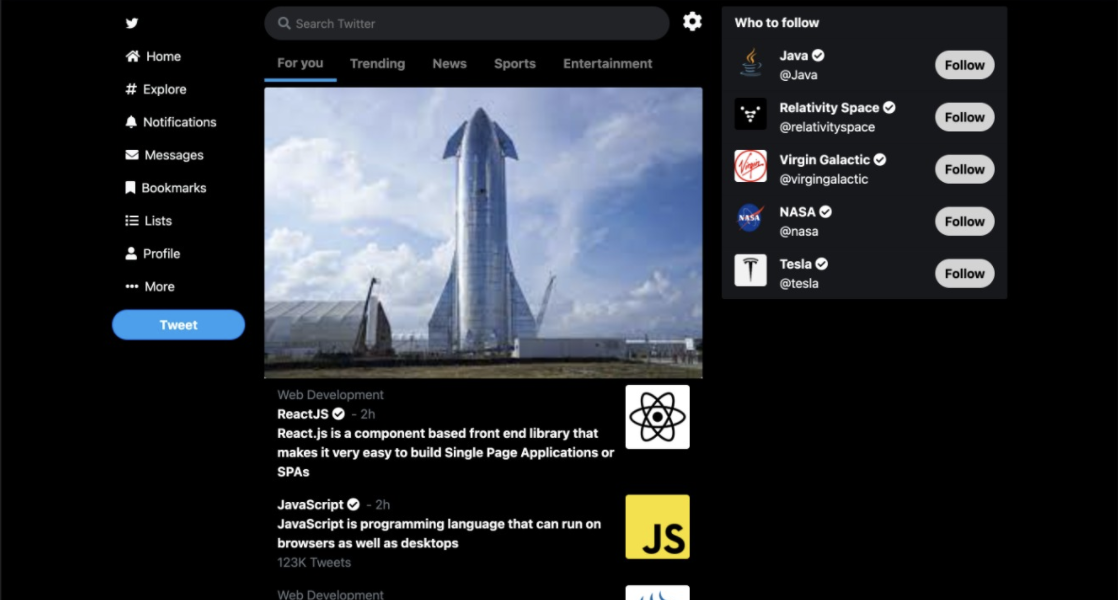 Home
Explore
Notifications
Messages
Bookmarks
Lists
Profile
More
Tweet
Search Twitter
For you Trending News Sports Entertainment
Web Development
ReactJS - 2h
React.js is a component based front end library that
makes it very easy to build Single Page Applications or
SPAs
JavaScript - 2h
JavaScript is programming language that can run on
browsers as well as desktops
123K Tweets
JS
Web Development
Who to follow
Java
@Java
Follow
Relativity Space
@relativityspace
Follow
Virgin
Virgin Galactic
@virgingalactic
Follow
NASA
NASA
@nasa
Follow
Tesla
@tesla
Follow